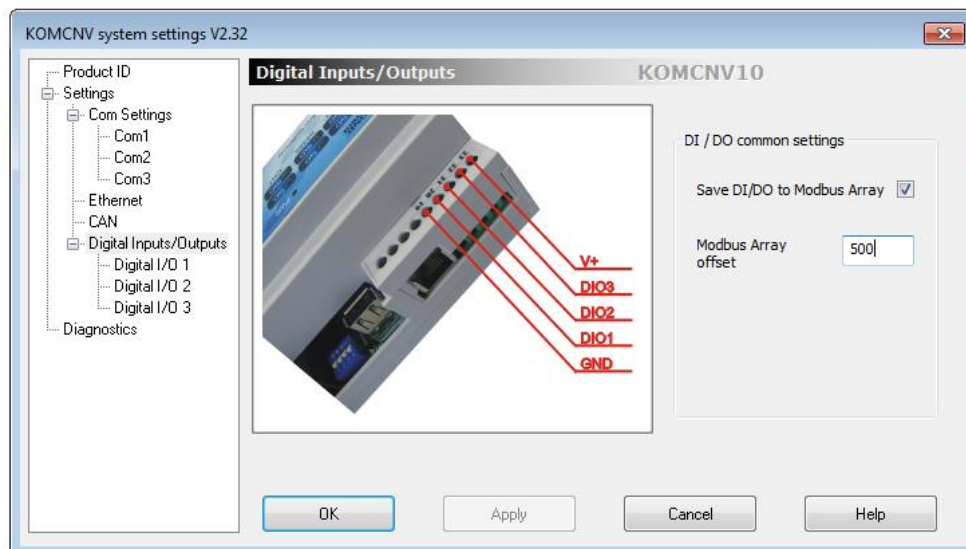 KOMCNV system settings V2.32
Product ID
Settings
Com Settings
Com1
Com2
Com3
Ethernet
CAN
Digital Inputs/Outputs
Digital I/O 1
Digital I/O 2
Digital I/O 3
Diagnostics
Digital Inputs/Outputs KOMCNV10
V+
DIO3
DIO2
DIO1
GND
DI / DO common settings
Save DI/DO to Modbus Array
Modbus Array
offset
500
OK Apply Cancel Help